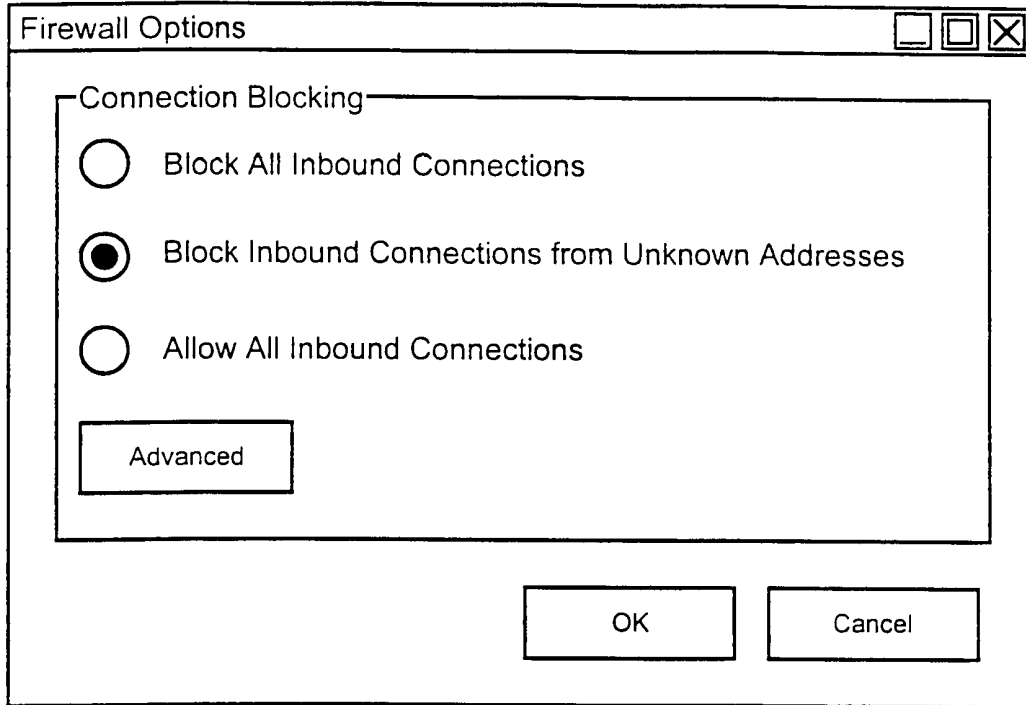 Firewall Options
Connection Blocking
Block All Inbound Connections
Block Inbound Connections from Unknown Addresses
Allow All Inbound Connections
Advanced
OK
Cancel